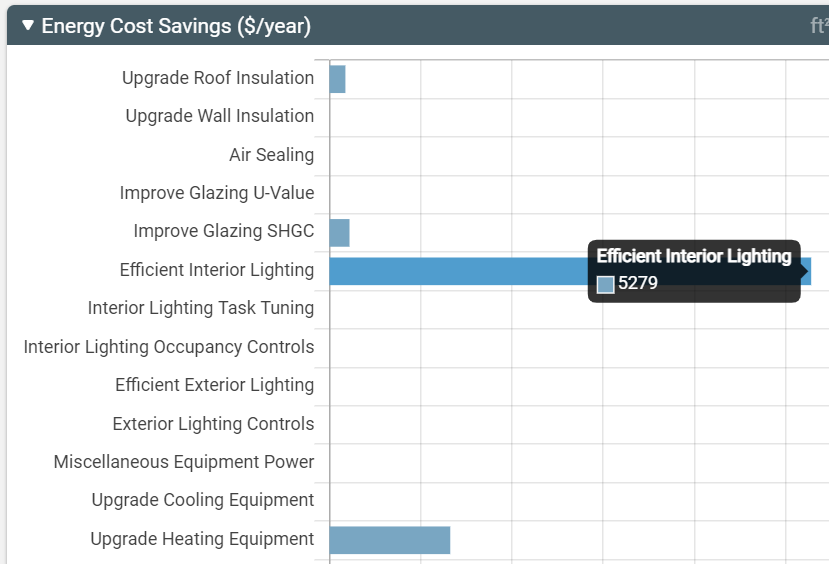 ▼ Energy Cost Savings ($/year) ft²
Upgrade Roof Insulation
Upgrade Wall Insulation
Air Sealing
Improve Glazing U-Value
Improve Glazing SHGC
Efficient Interior Lighting
Efficient Interior Lighting
5279
Interior Lighting Task Tuning
Interior Lighting Occupancy Controls
Efficient Exterior Lighting
Exterior Lighting Controls
Miscellaneous Equipment Power
Upgrade Cooling Equipment
Upgrade Heating Equipment